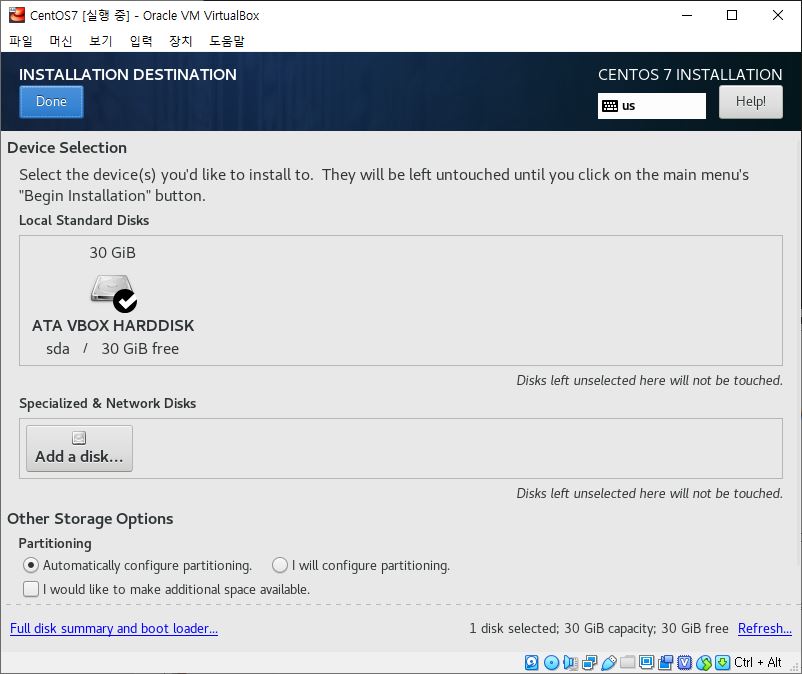 CentOS7 [실행 중] - Oracle VM VirtualBox
파일 머신 보기 입력 장치 도움말
INSTALLATION DESTINATION
CENTOS 7 INSTALLATION
Done
us
Help!
Device Selection
Select the device(s) you'd like to install to. They will be left untouched until you click on the main menu's
"Begin Installation" button.
Local Standard Disks
30 GiB
ATA VBOX HARDDISK
sda / 30 GiB free
Disks left unselected here will not be touched.
Specialized & Network Disks
Add a disk...
Disks left unselected here will not be touched.
Other Storage Options
Partitioning
Automatically configure partitioning. I will configure partitioning.
I would like to make additional space available.
Full disk summary and boot loader... 1 disk selected; 30 GiB capacity; 30 GiB free Refresh...
Ctrl + Alt